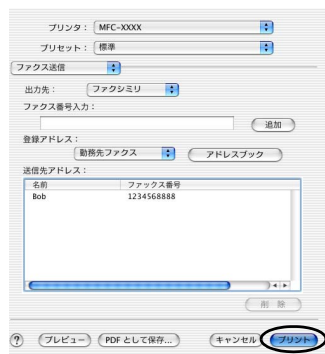 プリンタ： MFC-XXXX
プリセット： 標準
ファクス送信
出力先： ファクシミリ
ファクス番号入力：
追加
登録アドレス：
勤務先ファクス アドレスブック
送信先アドレス：
名前 ファックス番号
Bob 1234568888
削 除
? プレビュー PDF として保存... キャンセル プリント